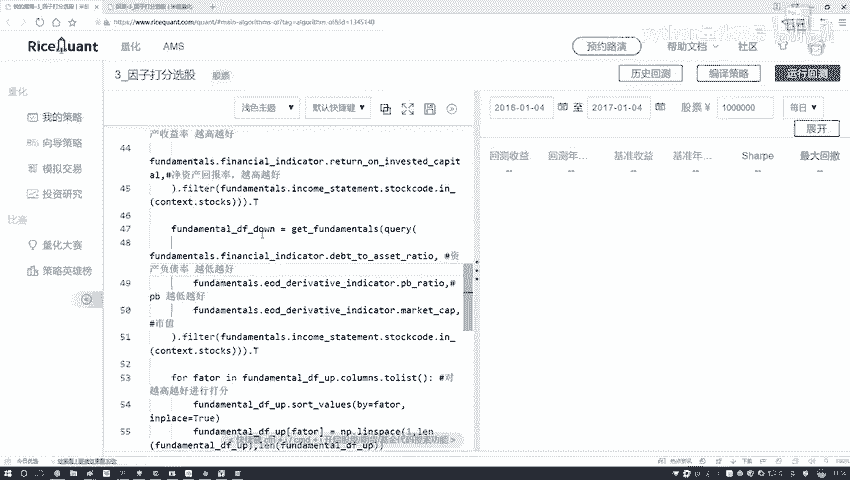 https://www.ricequant.com/quant/#main-algorithms-qt?tag=algorithm-qt&id=1345140
RiceQuant 量化 AMS 预约路演 帮助文档 社区
3_因子打分选股 股票 历史回测 编译策略 运行回测
量化
我的策略
向导策略
模拟交易
投资研究
比赛
量化大赛
策略英雄榜
浅色主题 默认快捷键
2016-01-04 至 2017-01-04 股票 ¥ 1000000 每日
展开
回测收益 回测年... 基准收益 基准年... Sharpe 最大回撤
-- -- -- -- -- --
产收益率 越高越好
44
fundamentals.financial_indicator.return_on_invested_capit
al,#净资产回报率，越高越好
45 ).filter(fundamentals.income_statement.stockcode.in_
(context.stocks))).T
46
47 fundamental_df_down = get_fundamentals(query(
48
fundamentals.financial_indicator.debt_to_asset_ratio, #资
产负债率 越低越好
49 fundamentals.eod_derivative_indicator.pb_ratio,#
pb 越低越好
50 fundamentals.eod_derivative_indicator.market_cap,
#市值
51 ).filter(fundamentals.income_statement.stockcode.in_
(context.stocks))).T
52
53 for fator in fundamental_df_up.columns.tolist(): #对
越高越好进行打分
54 fundamental_df_up.sort_values(by=fator,
inplace=True)
55 fundamental_df_up[fator] = np.linspace(1,len
(fundamental_df_up),len(fundamental_df_up))